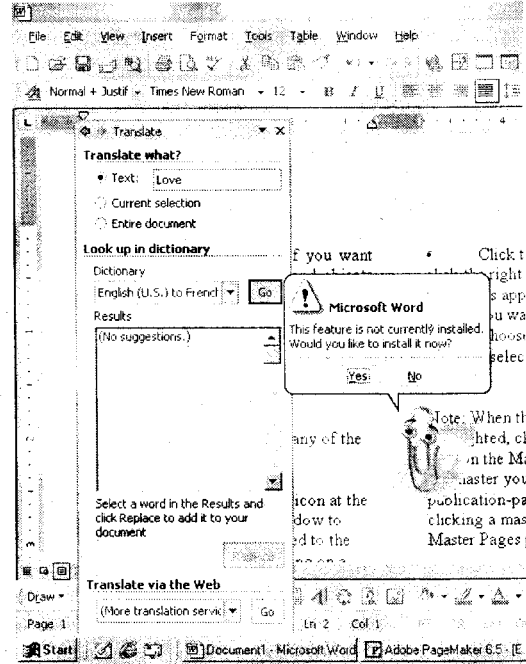 File Edit View Insert Format Tools Table Window Help
Normal + Justif Times New Roman 12 B I U
L 4
Translate
Translate what?
Text: Love
Current selection
Entire document
Look up in dictionary
Dictionary
English (U.S.) to Frencl Go
Results
(No suggestions.)
Select a word in the Results and
click Replace to add it to your
document
Replace
Translate via the Web
(More translation servic Go
f you want
any of the
icon at the
dow to
ed to the
Click t
right
s app
u wa
hoose
selec
Microsoft Word
This feature is not currently installed.
Would you like to install it now?
Yes No
Note: When th
hted, cl
n the Ma
master you
publication-pa
clicking a mas
Master Pages
Draw
Page 1 Ln 2 Col 1
Start Document1 - Microsoft Word Adobe PageMaker 6.5 - [E